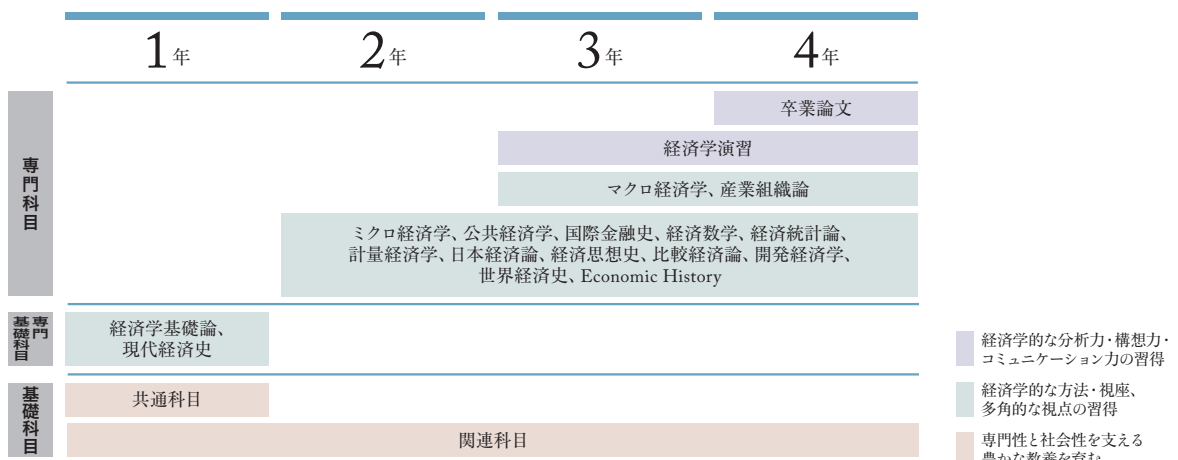 1年
2年
3年
4年
専門科目
卒業論文
経済学演習
マクロ経済学、産業組織論
ミクロ経済学、公共経済学、国際金融史、経済数学、経済統計論、
計量経済学、日本経済論、経済思想史、比較経済論、開発経済学、
世界経済史、Economic History
専門
基礎科目
経済学基礎論、
現代経済史
基礎科目
共通科目
関連科目
経済学的な分析力・構想力・
コミュニケーション力の習得
経済学的な方法・視座、
多角的な視点の習得
専門性と社会性を支える
豊かな教養を育む